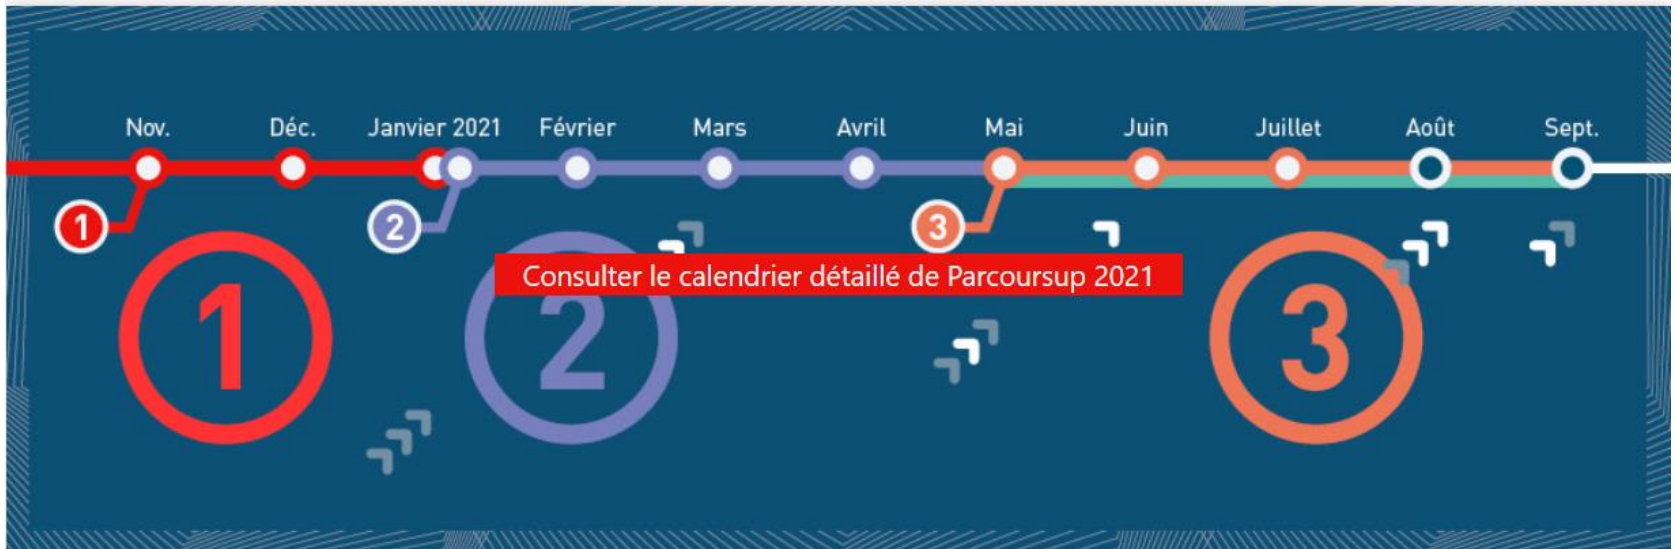 Nov. Déc. Janvier 2021 Février Mars Avril Mai Juin Juillet Août Sept.
1 2 3
Consulter le calendrier détaillé de Parcoursup 2021
1 2 3